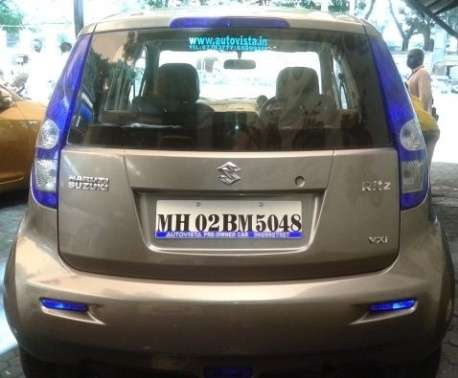 www.autovista.in
MARUTI
SUZUKI
Ritz
MH 02BM5048
AUTOVISTA PRE-OWNED CAR
VXI